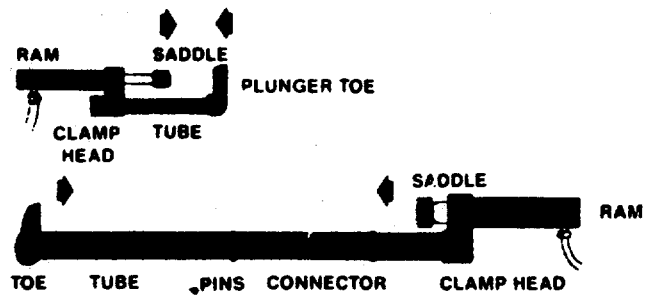 RAM SADDLE
PLUNGER TOE
CLAMP HEAD TUBE
SADDLE
RAM
TOE TUBE PINS CONNECTOR CLAMP HEAD